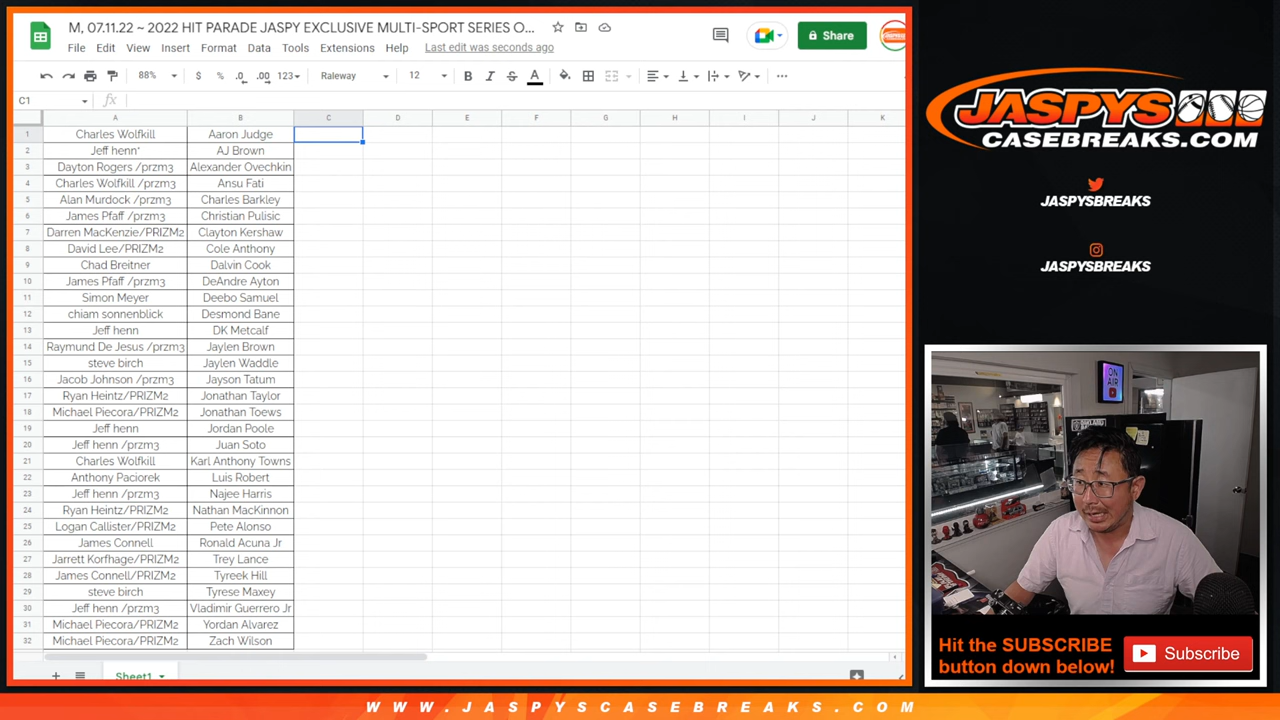 M, 07.11.22 ~ 2022 HIT PARADE JASPY EXCLUSIVE MULTI-SPORT SERIES O...
File Edit View Insert Format Data Tools Extensions Help Last edit was seconds ago
Share
88% $ % .0 .00 123 Raleway 12 B I S A
C1 fx
A B C D E F G H I J K
1 Charles Wolfkill Aaron Judge
2 Jeff henn* AJ Brown
3 Dayton Rogers /przm3 Alexander Ovechkin
4 Charles Wolfkill /przm3 Ansu Fati
5 Alan Murdock /przm3 Charles Barkley
6 James Pfaff /przm3 Christian Pulisic
7 Darren MacKenzie/PRIZM2 Clayton Kershaw
8 David Lee/PRIZM2 Cole Anthony
9 Chad Breitner Dalvin Cook
10 James Pfaff /przm3 DeAndre Ayton
11 Simon Meyer Deebo Samuel
12 chiam sonnenblick Desmond Bane
13 Jeff henn DK Metcalf
14 Raymund De Jesus /przm3 Jaylen Brown
15 steve birch Jaylen Waddle
16 Jacob Johnson /przm3 Jayson Tatum
17 Ryan Heintz/PRIZM2 Jonathan Taylor
18 Michael Piecora/PRIZM2 Jonathan Toews
19 Jeff henn Jordan Poole
20 Jeff henn /przm3 Juan Soto
21 Charles Wolfkill Karl Anthony Towns
22 Anthony Paciorek Luis Robert
23 Jeff henn /przm3 Najee Harris
24 Ryan Heintz/PRIZM2 Nathan MacKinnon
25 Logan Callister/PRIZM2 Pete Alonso
26 James Connell Ronald Acuna Jr
27 Jarrett Korfhage/PRIZM2 Trey Lance
28 James Connell/PRIZM2 Tyreek Hill
29 steve birch Tyrese Maxey
30 Jeff henn /przm3 Vladimir Guerrero Jr
31 Michael Piecora/PRIZM2 Yordan Alvarez
32 Michael Piecora/PRIZM2 Zach Wilson
Sheet1
JASPYS
CASEBREAKS.COM
JASPYSBREAKS
JASPYSBREAKS
ON
AIR
Hit the SUBSCRIBE
button down below!
Subscribe
WWW.JASPYSCASEBREAKS.COM